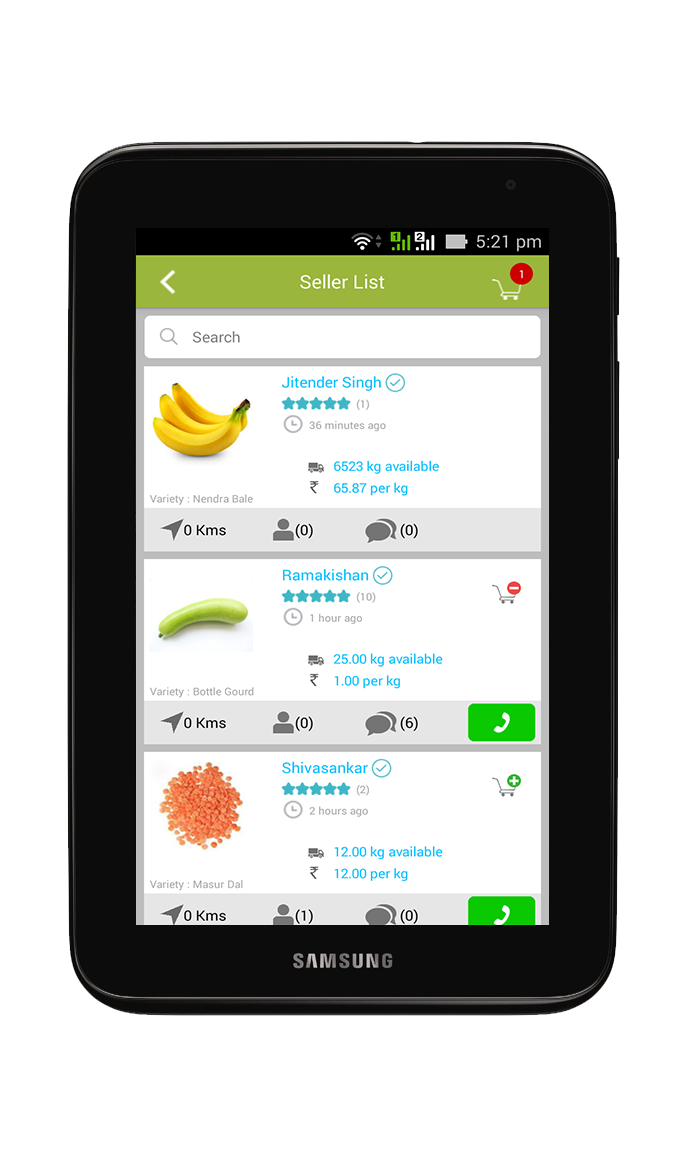 1 2 5:21 pm
Seller List 1
Search
Jitender Singh
(1)
36 minutes ago
6523 kg available
₹ 65.87 per kg
Variety : Nendra Bale
0 Kms (0) (0)
Ramakishan
(10)
1 hour ago
25.00 kg available
₹ 1.00 per kg
Variety : Bottle Gourd
0 Kms (0) (6)
Shivasankar
(2)
2 hours ago
12.00 kg available
₹ 12.00 per kg
Variety : Masur Dal
0 Kms (1) (0)
SAMSUNG